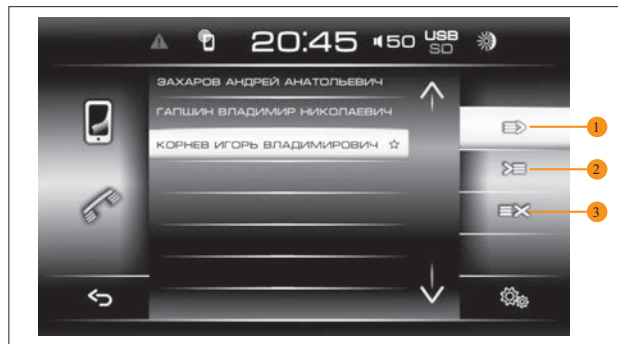 20:45 50 USB SD
ЗАХАРОВ АНДРЕЙ АНАТОЛЬЕВИЧ
ГАПШИН ВЛАДИМИР НИКОЛАЕВИЧ
КОРНЕВ ИГОРЬ ВЛАДИМИРОВИЧ
1
2
3